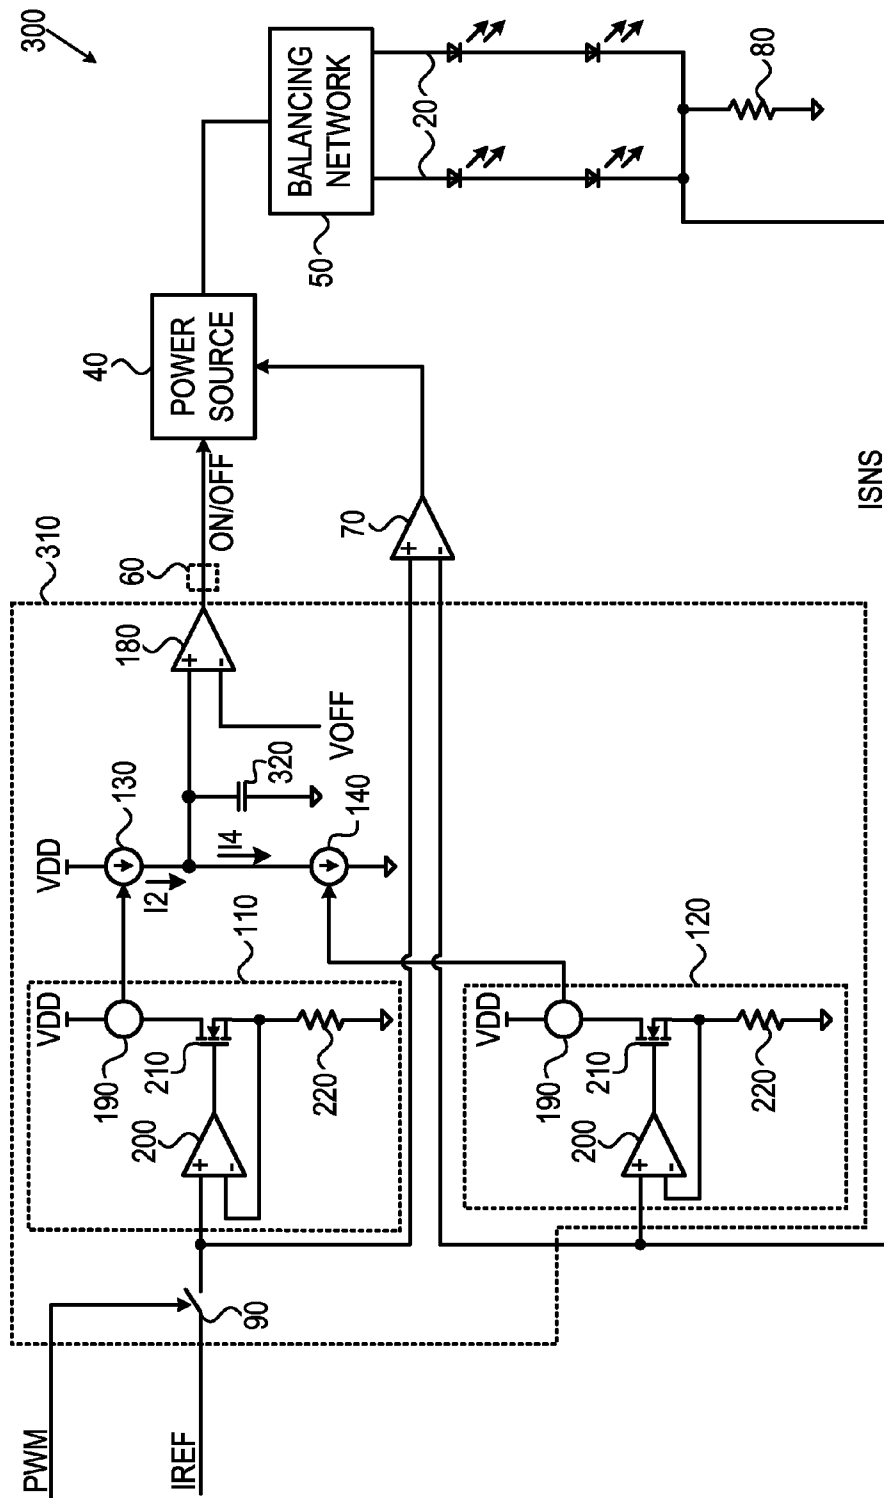 300
BALANCING
NETWORK
50
20
80
POWER
SOURCE
40
ON/OFF
60
310
180
VOFF
70
ISNS
VDD
130
I2
I4
320
140
110
VDD
190
210
200
220
120
VDD
190
210
200
220
90
PWM
IREF